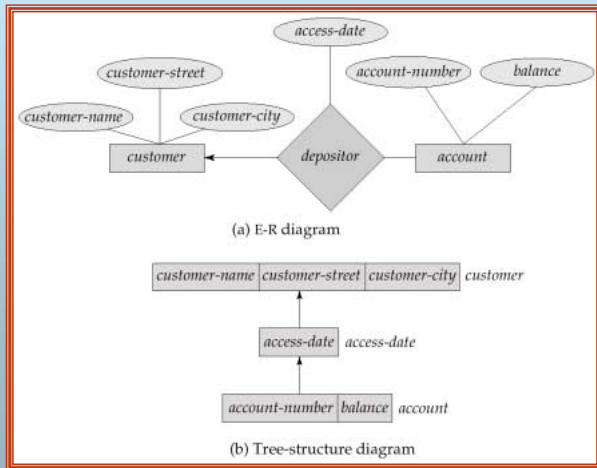 access-date
customer-street
account-number
balance
customer-name
customer-city
customer
depositor
account
(a) E-R diagram
customer-name customer-street customer-city customer
access-date access-date
account-number balance account
(b) Tree-structure diagram